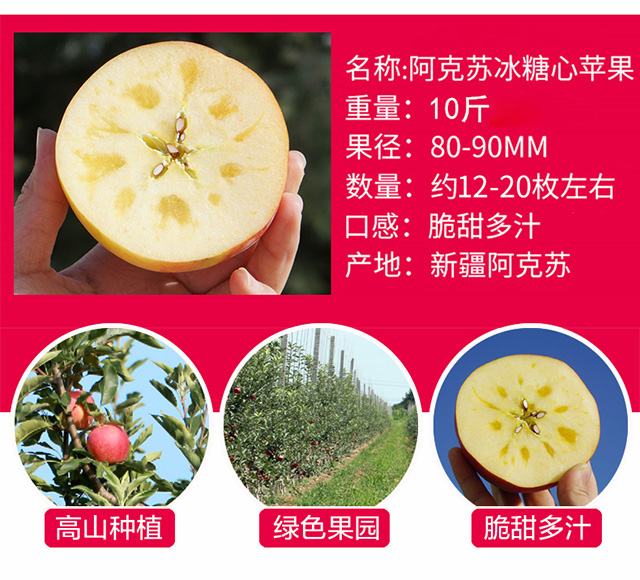 名称:阿克苏冰糖心苹果
重量：10斤
果径：80-90MM
数量：约12-20枚左右
口感：脆甜多汁
产地：新疆阿克苏
高山种植
绿色果园
脆甜多汁